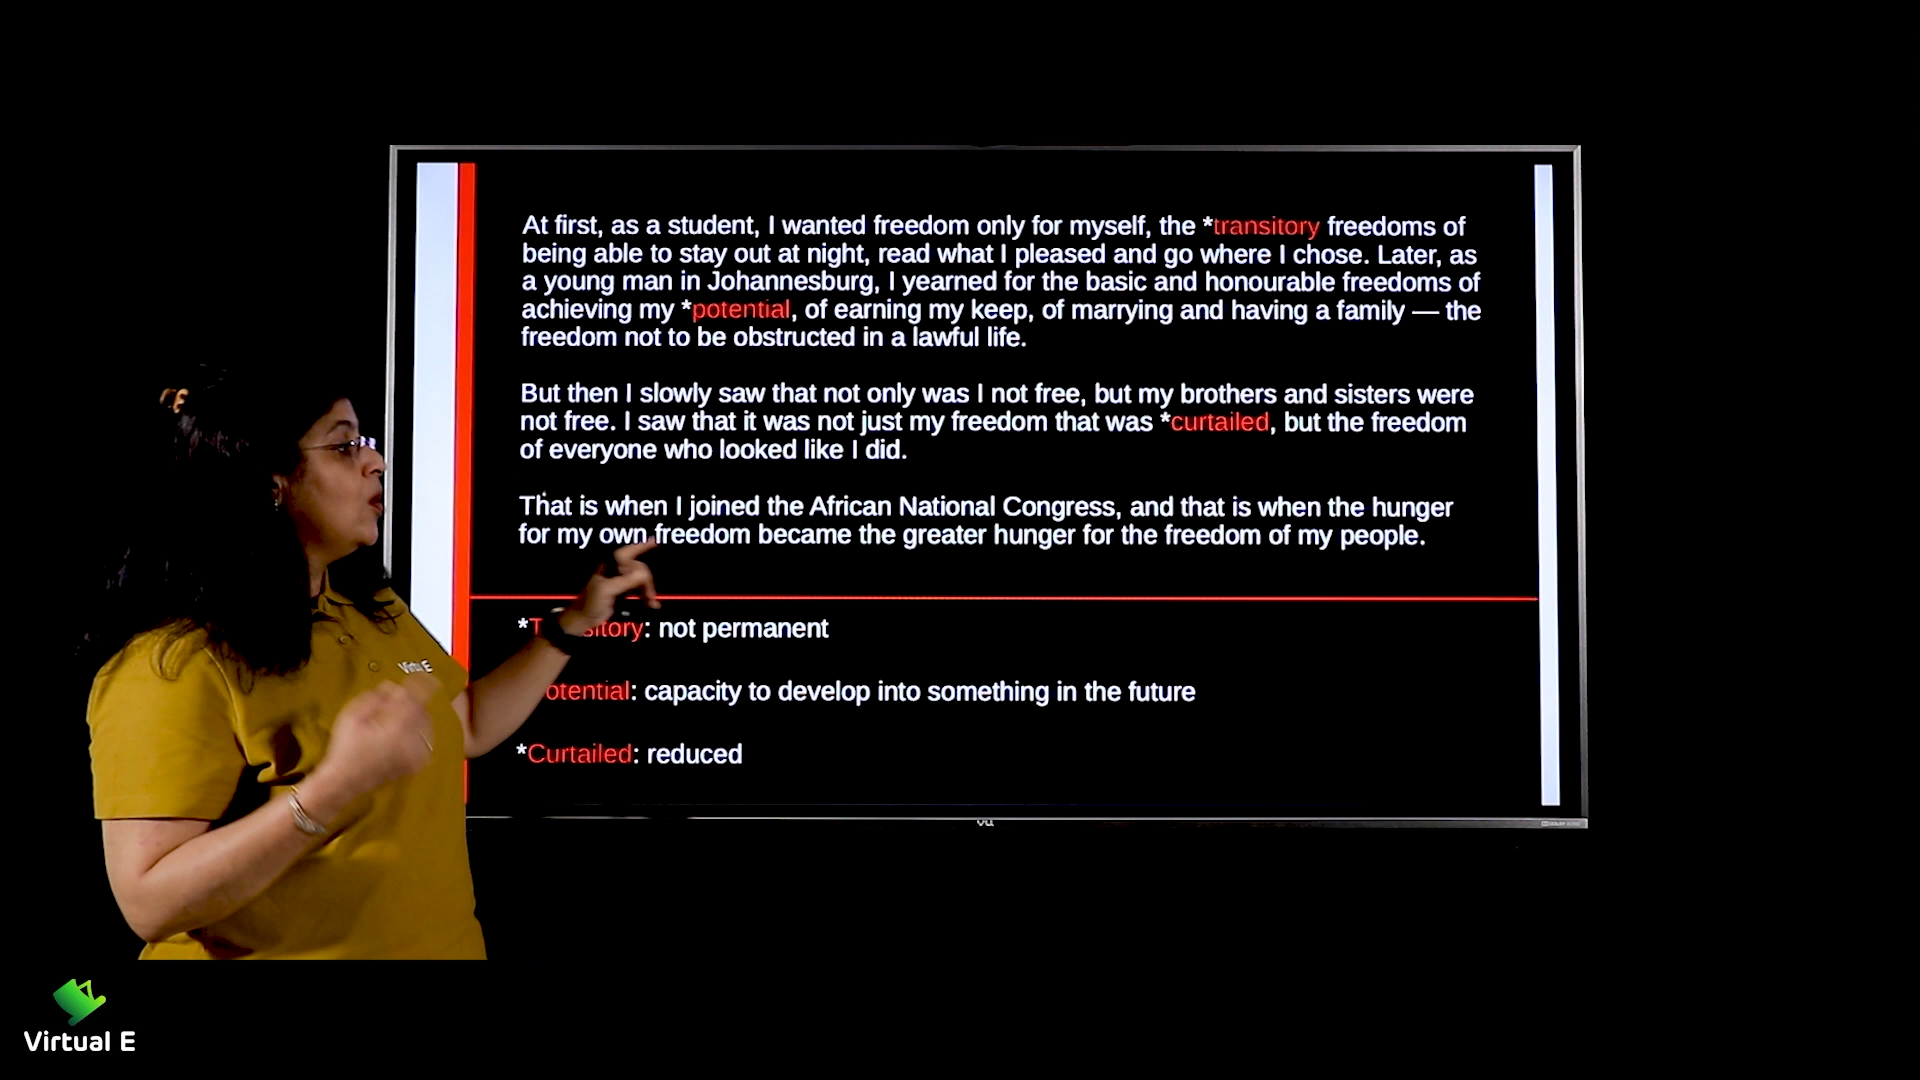 At first, as a student, I wanted freedom only for myself, the *transitory freedoms of
being able to stay out at night, read what I pleased and go where I chose. Later, as
a young man in Johannesburg, I yearned for the basic and honourable freedoms of
achieving my *potential, of earning my keep, of marrying and having a family — the
freedom not to be obstructed in a lawful life.
But then I slowly saw that not only was I not free, but my brothers and sisters were
not free. I saw that it was not just my freedom that was *curtailed, but the freedom
of everyone who looked like I did.
That is when I joined the African National Congress, and that is when the hunger
for my own freedom became the greater hunger for the freedom of my people.
*Transitory: not permanent
otential: capacity to develop into something in the future
*Curtailed: reduced
Virtual E